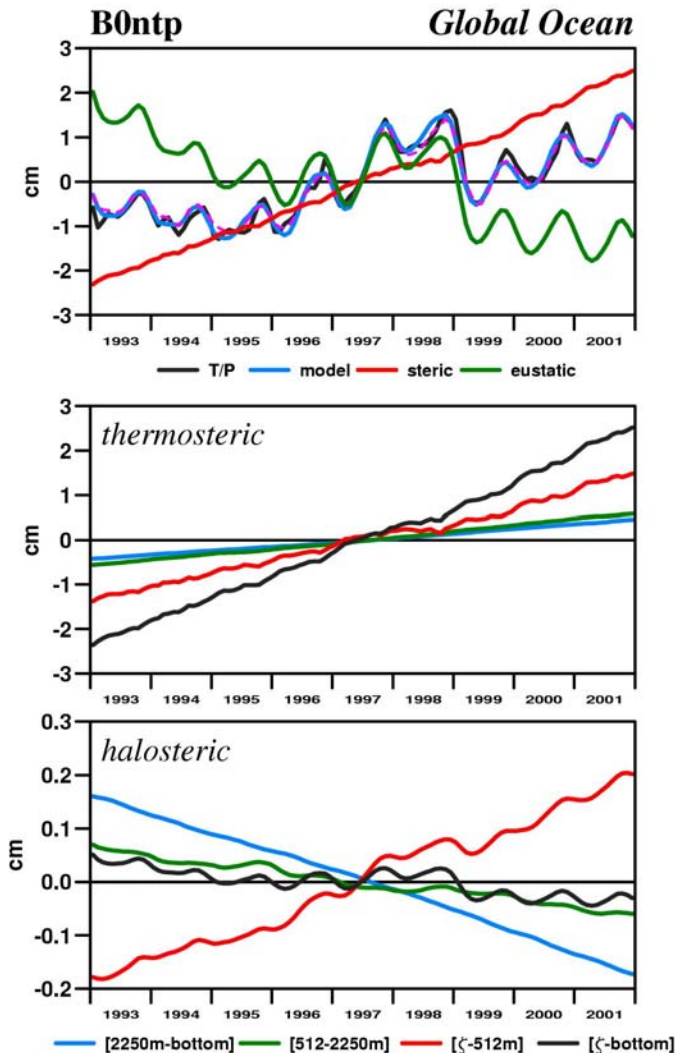 B0ntp Global Ocean
3
2
1
0
-1
-2
-3
cm
1993 1994 1995 1996 1997 1998 1999 2000 2001
T/P model steric eustatic
thermosteric
3
2
1
0
-1
-2
-3
cm
1993 1994 1995 1996 1997 1998 1999 2000 2001
halosteric
0.3
0.2
0.1
0.0
-0.1
-0.2
cm
1993 1994 1995 1996 1997 1998 1999 2000 2001
[2250m-bottom] [512-2250m] [ζ-512m] [ζ-bottom]